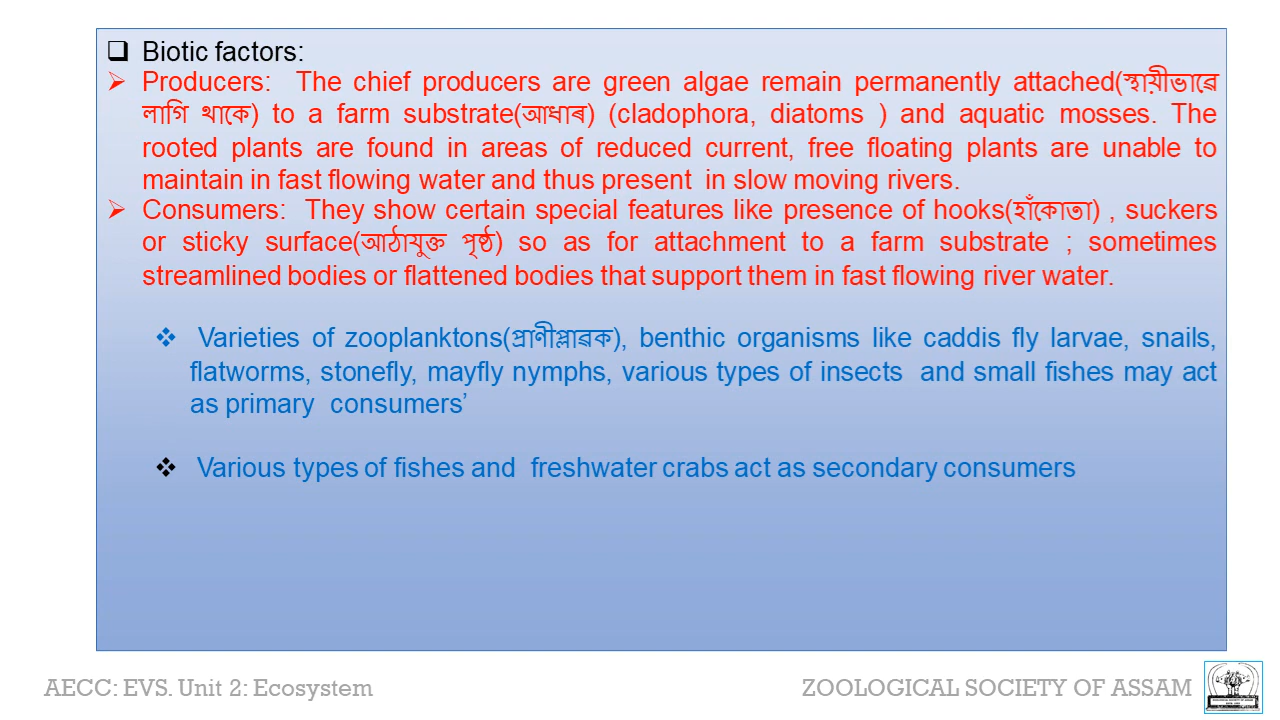 Biotic factors:
Producers: The chief producers are green algae remain permanently attached(স্থায়ীভাৱে
লাগি থাকে) to a farm substrate(আধাৰ) (cladophora, diatoms ) and aquatic mosses. The
rooted plants are found in areas of reduced current, free floating plants are unable to
maintain in fast flowing water and thus present in slow moving rivers.
Consumers: They show certain special features like presence of hooks(হাঁকোতা) , suckers
or sticky surface(আঠাযুক্ত পৃষ্ঠ) so as for attachment to a farm substrate ; sometimes
streamlined bodies or flattened bodies that support them in fast flowing river water.
Varieties of zooplanktons(প্ৰাণীপ্লাৱক), benthic organisms like caddis fly larvae, snails,
flatworms, stonefly, mayfly nymphs, various types of insects and small fishes may act
as primary consumers’
Various types of fishes and freshwater crabs act as secondary consumers
AECC: EVS. Unit 2: Ecosystem
ZOOLOGICAL SOCIETY OF ASSAM